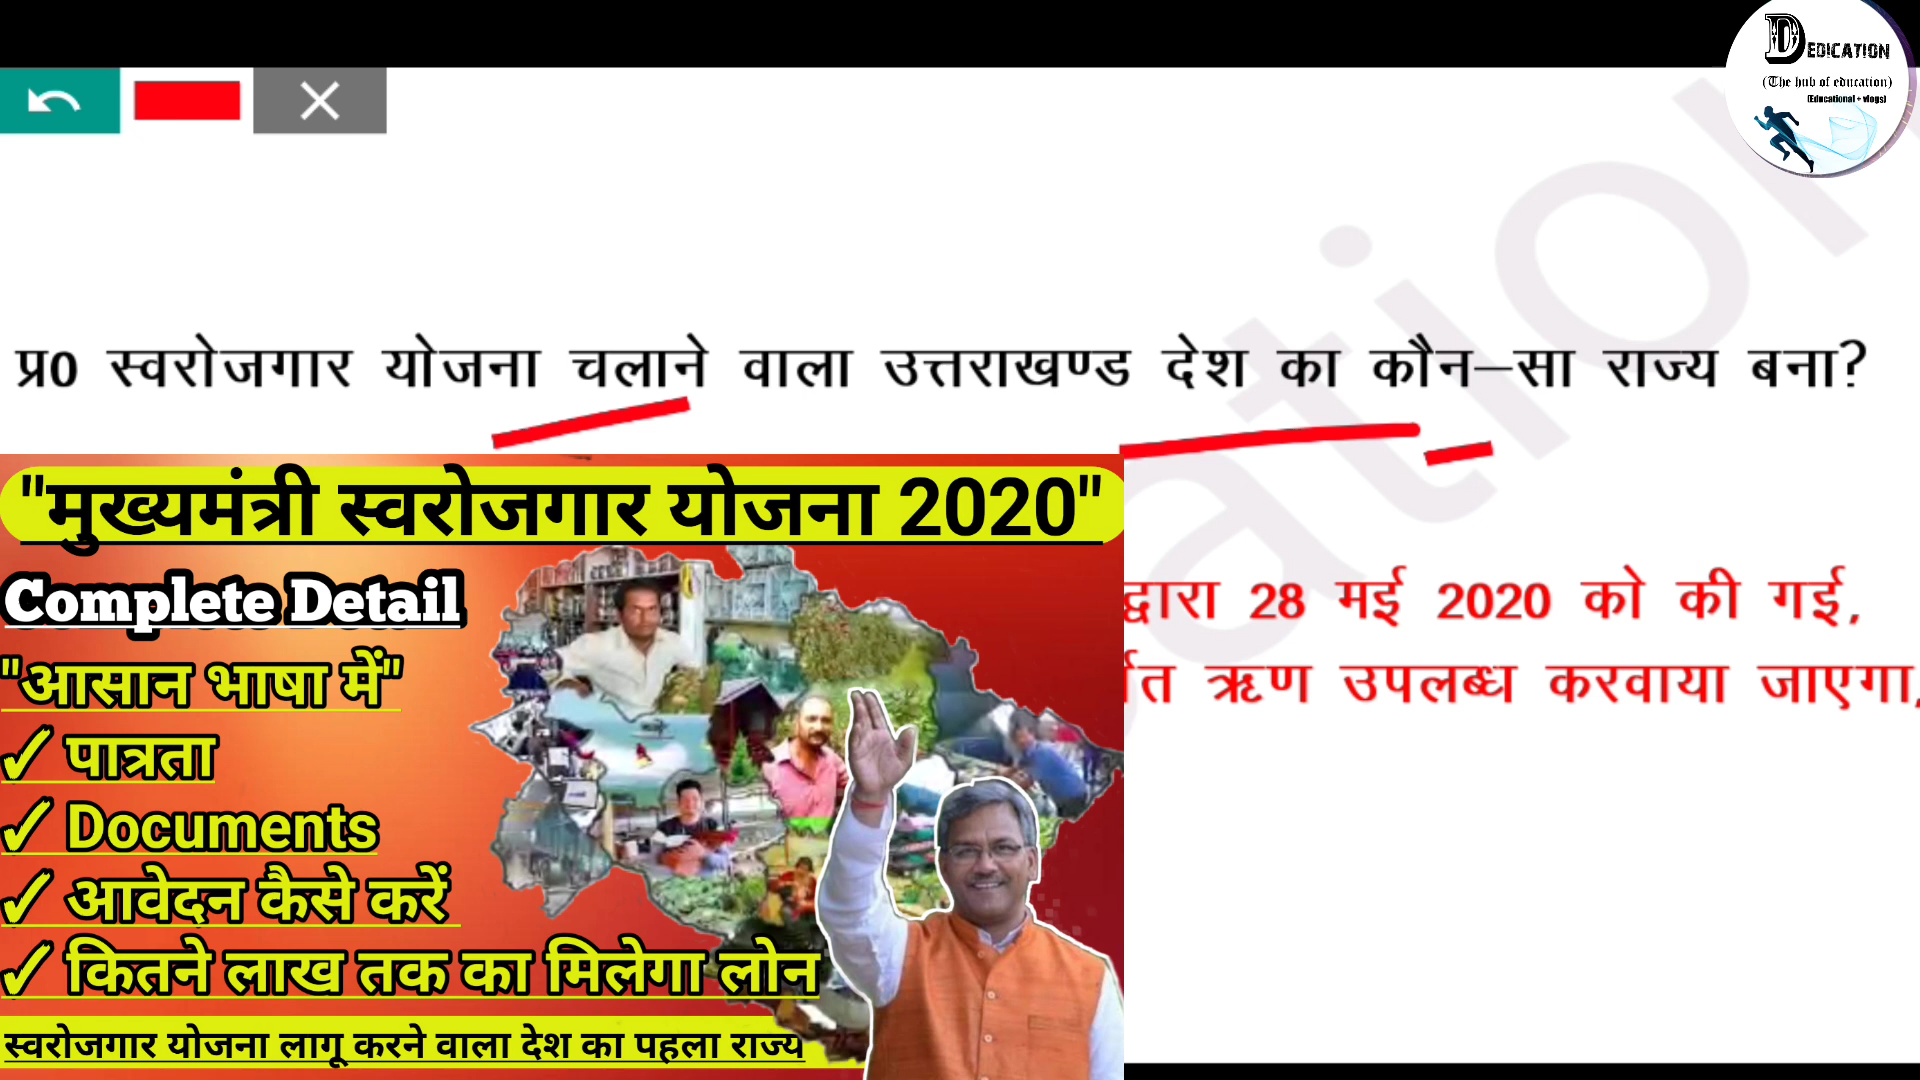 DEDICATION
(The hub of education)
(Educational + vlogs)
प्र0 स्वरोजगार योजना चलाने वाला उत्तराखण्ड देश का कौन–सा राज्य बना?
"मुख्यमंत्री स्वरोजगार योजना 2020"
Complete Detail
"आसान भाषा में"
✓ पात्रता
✓ Documents
✓ आवेदन कैसे करें
✓ कितने लाख तक का मिलेगा लोन
स्वरोजगार योजना लागू करने वाला देश का पहला राज्य
द्वारा 28 मई 2020 को की गई,
ऋण उपलब्ध करवाया जाएगा,